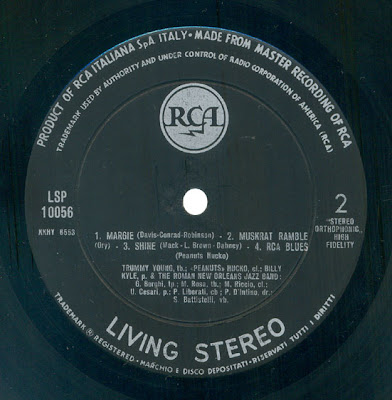 PRODUCT OF RCA ITALIANA SpA ITALY • MADE FROM MASTER RECORDING OF RCA
TRADEMARK USED BY AUTHORITY AND UNDER CONTROL OF RADIO CORPORATION OF AMERICA (RCA)
RCA
LSP
10056
KKHY 6553
2
"STEREO
ORTHOPHONIC"
HIGH
FIDELITY
1. MARGIE (Davis-Conrad-Robinson) - 2. MUSKRAT RAMBLE
(Ory) - 3. SHINE (Mack - L. Brown - Dabney) - 4. RCA BLUES
(Peanuts Hucko)
TRUMMY YOUNG, tb.; «PEANUTS» HUCKO, cl.; BILLY
KYLE, p. & THE ROMAN NEW ORLEANS JAZZ BAND:
G. Borghi, tp; M. Rosa, tb.; M. Riccio, cl.;
U. Cesari, p.; P. Liberati, cb; P. D'Intino, dr.
S. Battistelli, vb.
LIVING STEREO
TRADEMARK ® REGISTERED - MARCHIO E DISCO DEPOSITATI - RISERVATI TUTTI I DIRITTI